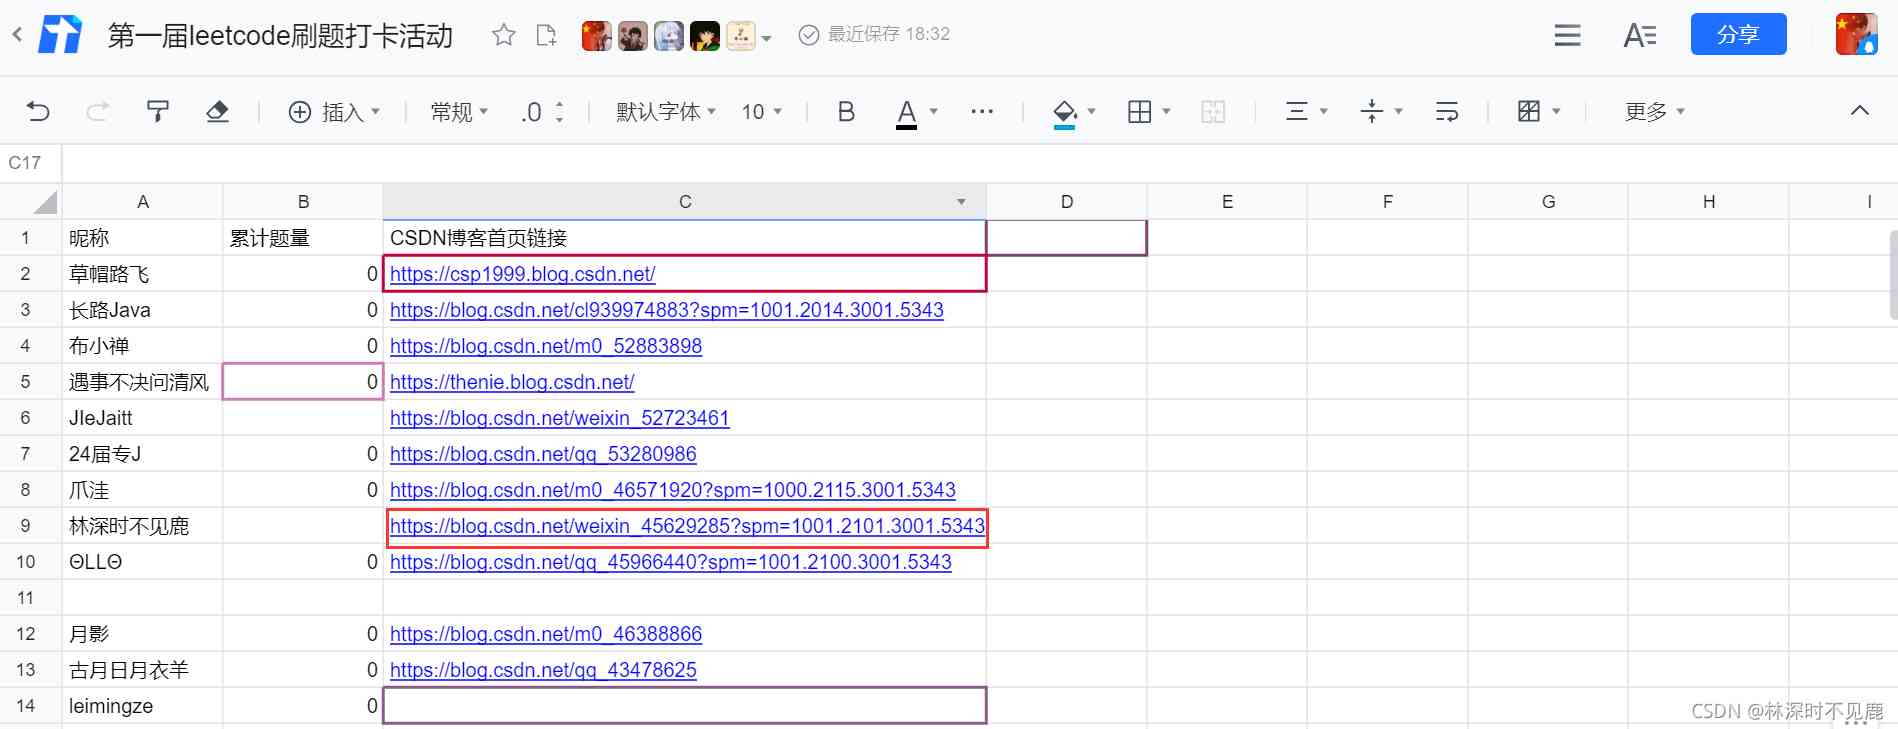 第一届leetcode刷题打卡活动 最近保存 18:32 分享
插入 常规 .0 默认字体 10 B A 更多
C17
A B C D E F G H I
1 昵称 累计题量 CSDN博客首页链接
2 草帽路飞 0 https://csp1999.blog.csdn.net/
3 长路Java 0 https://blog.csdn.net/cl939974883?spm=1001.2014.3001.5343
4 布小禅 0 https://blog.csdn.net/m0_52883898
5 遇事不决问清风 0 https://thenie.blog.csdn.net/
6 JIeJaitt https://blog.csdn.net/weixin_52723461
7 24届专J 0 https://blog.csdn.net/qq_53280986
8 爪洼 0 https://blog.csdn.net/m0_46571920?spm=1000.2115.3001.5343
9 林深时不见鹿 https://blog.csdn.net/weixin_45629285?spm=1001.2101.3001.5343
10 ΘLLΘ 0 https://blog.csdn.net/qq_45966440?spm=1001.2100.3001.5343
11
12 月影 0 https://blog.csdn.net/m0_46388866
13 古月日月衣羊 0 https://blog.csdn.net/qq_43478625
14 leimingze 0
CSDN @林深时不见鹿